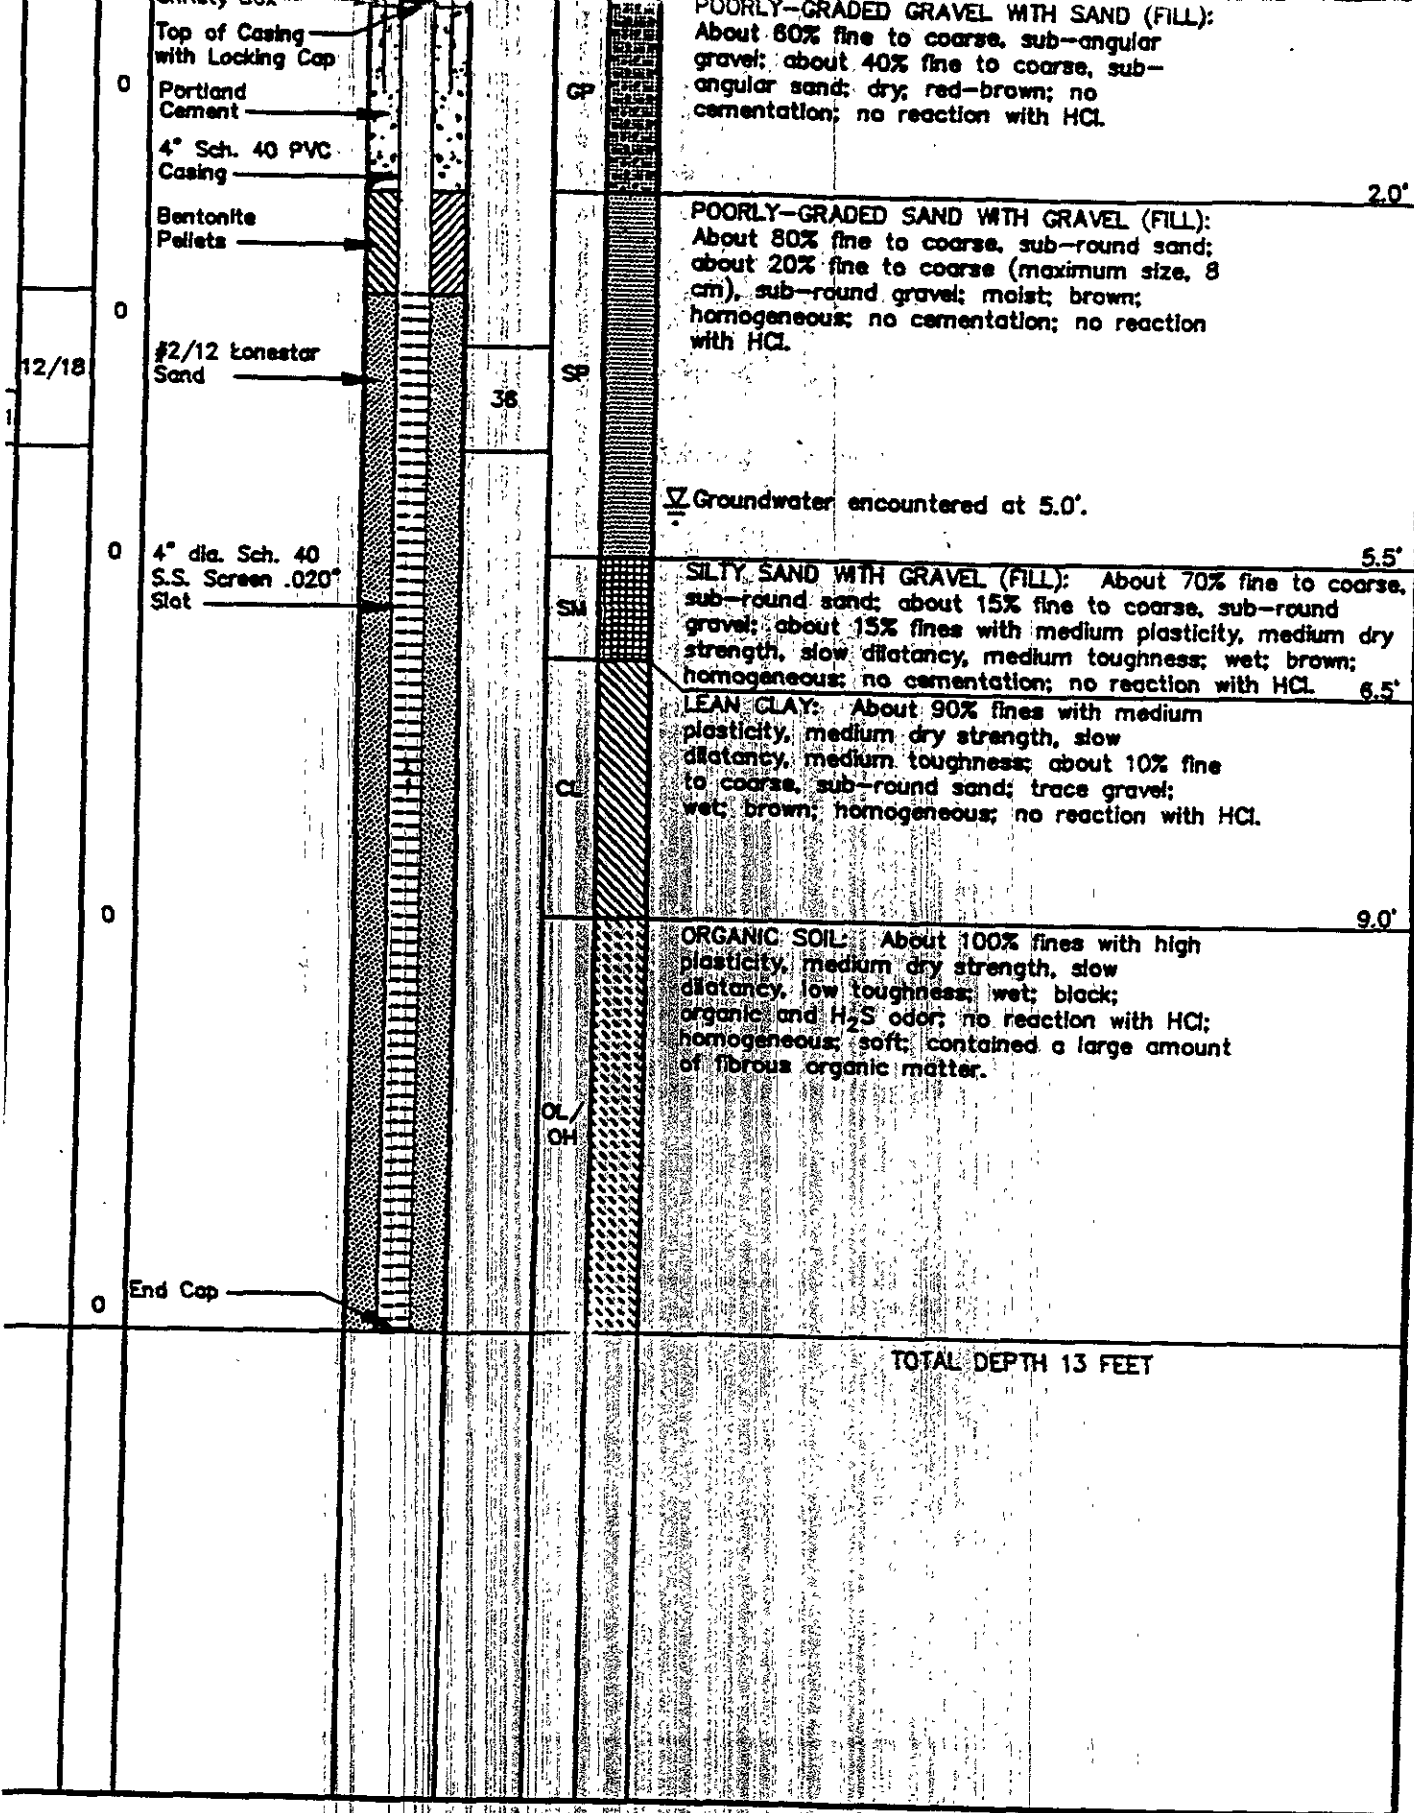 Christy Box
Top of Casing
with Locking Cap
0
Portland
Cement
4" Sch. 40 PVC
Casing
Bentonite
Pellets
0
12/18
#2/12 Lonestar
Sand
36
0
4" dia. Sch. 40
S.S. Screen .020"
Slot
0
End Cap
0
GP
SP
SM
CL
OL/
OH
POORLY-GRADED GRAVEL WITH SAND (FILL):
About 60% fine to coarse, sub-angular
gravel; about 40% fine to coarse, sub-
angular sand; dry; red-brown; no
cementation; no reaction with HCl.
2.0'
POORLY-GRADED SAND WITH GRAVEL (FILL):
About 80% fine to coarse, sub-round sand;
about 20% fine to coarse (maximum size, 8
cm), sub-round gravel; moist; brown;
homogeneous; no cementation; no reaction
with HCl.
Groundwater encountered at 5.0'.
5.5'
SILTY SAND WITH GRAVEL (FILL): About 70% fine to coarse,
sub-round sand; about 15% fine to coarse, sub-round
gravel; about 15% fines with medium plasticity, medium dry
strength, slow dilatancy, medium toughness; wet; brown;
homogeneous; no cementation; no reaction with HCl. 6.5'
LEAN CLAY: About 90% fines with medium
plasticity, medium dry strength, slow
dilatancy, medium toughness; about 10% fine
to coarse, sub-round sand; trace gravel;
wet; brown; homogeneous; no reaction with HCl.
9.0'
ORGANIC SOIL: About 100% fines with high
plasticity, medium dry strength, slow
dilatancy, low toughness; wet; black;
organic and H₂S odor; no reaction with HCl;
homogeneous; soft; contained a large amount
of fibrous organic matter.
TOTAL DEPTH 13 FEET